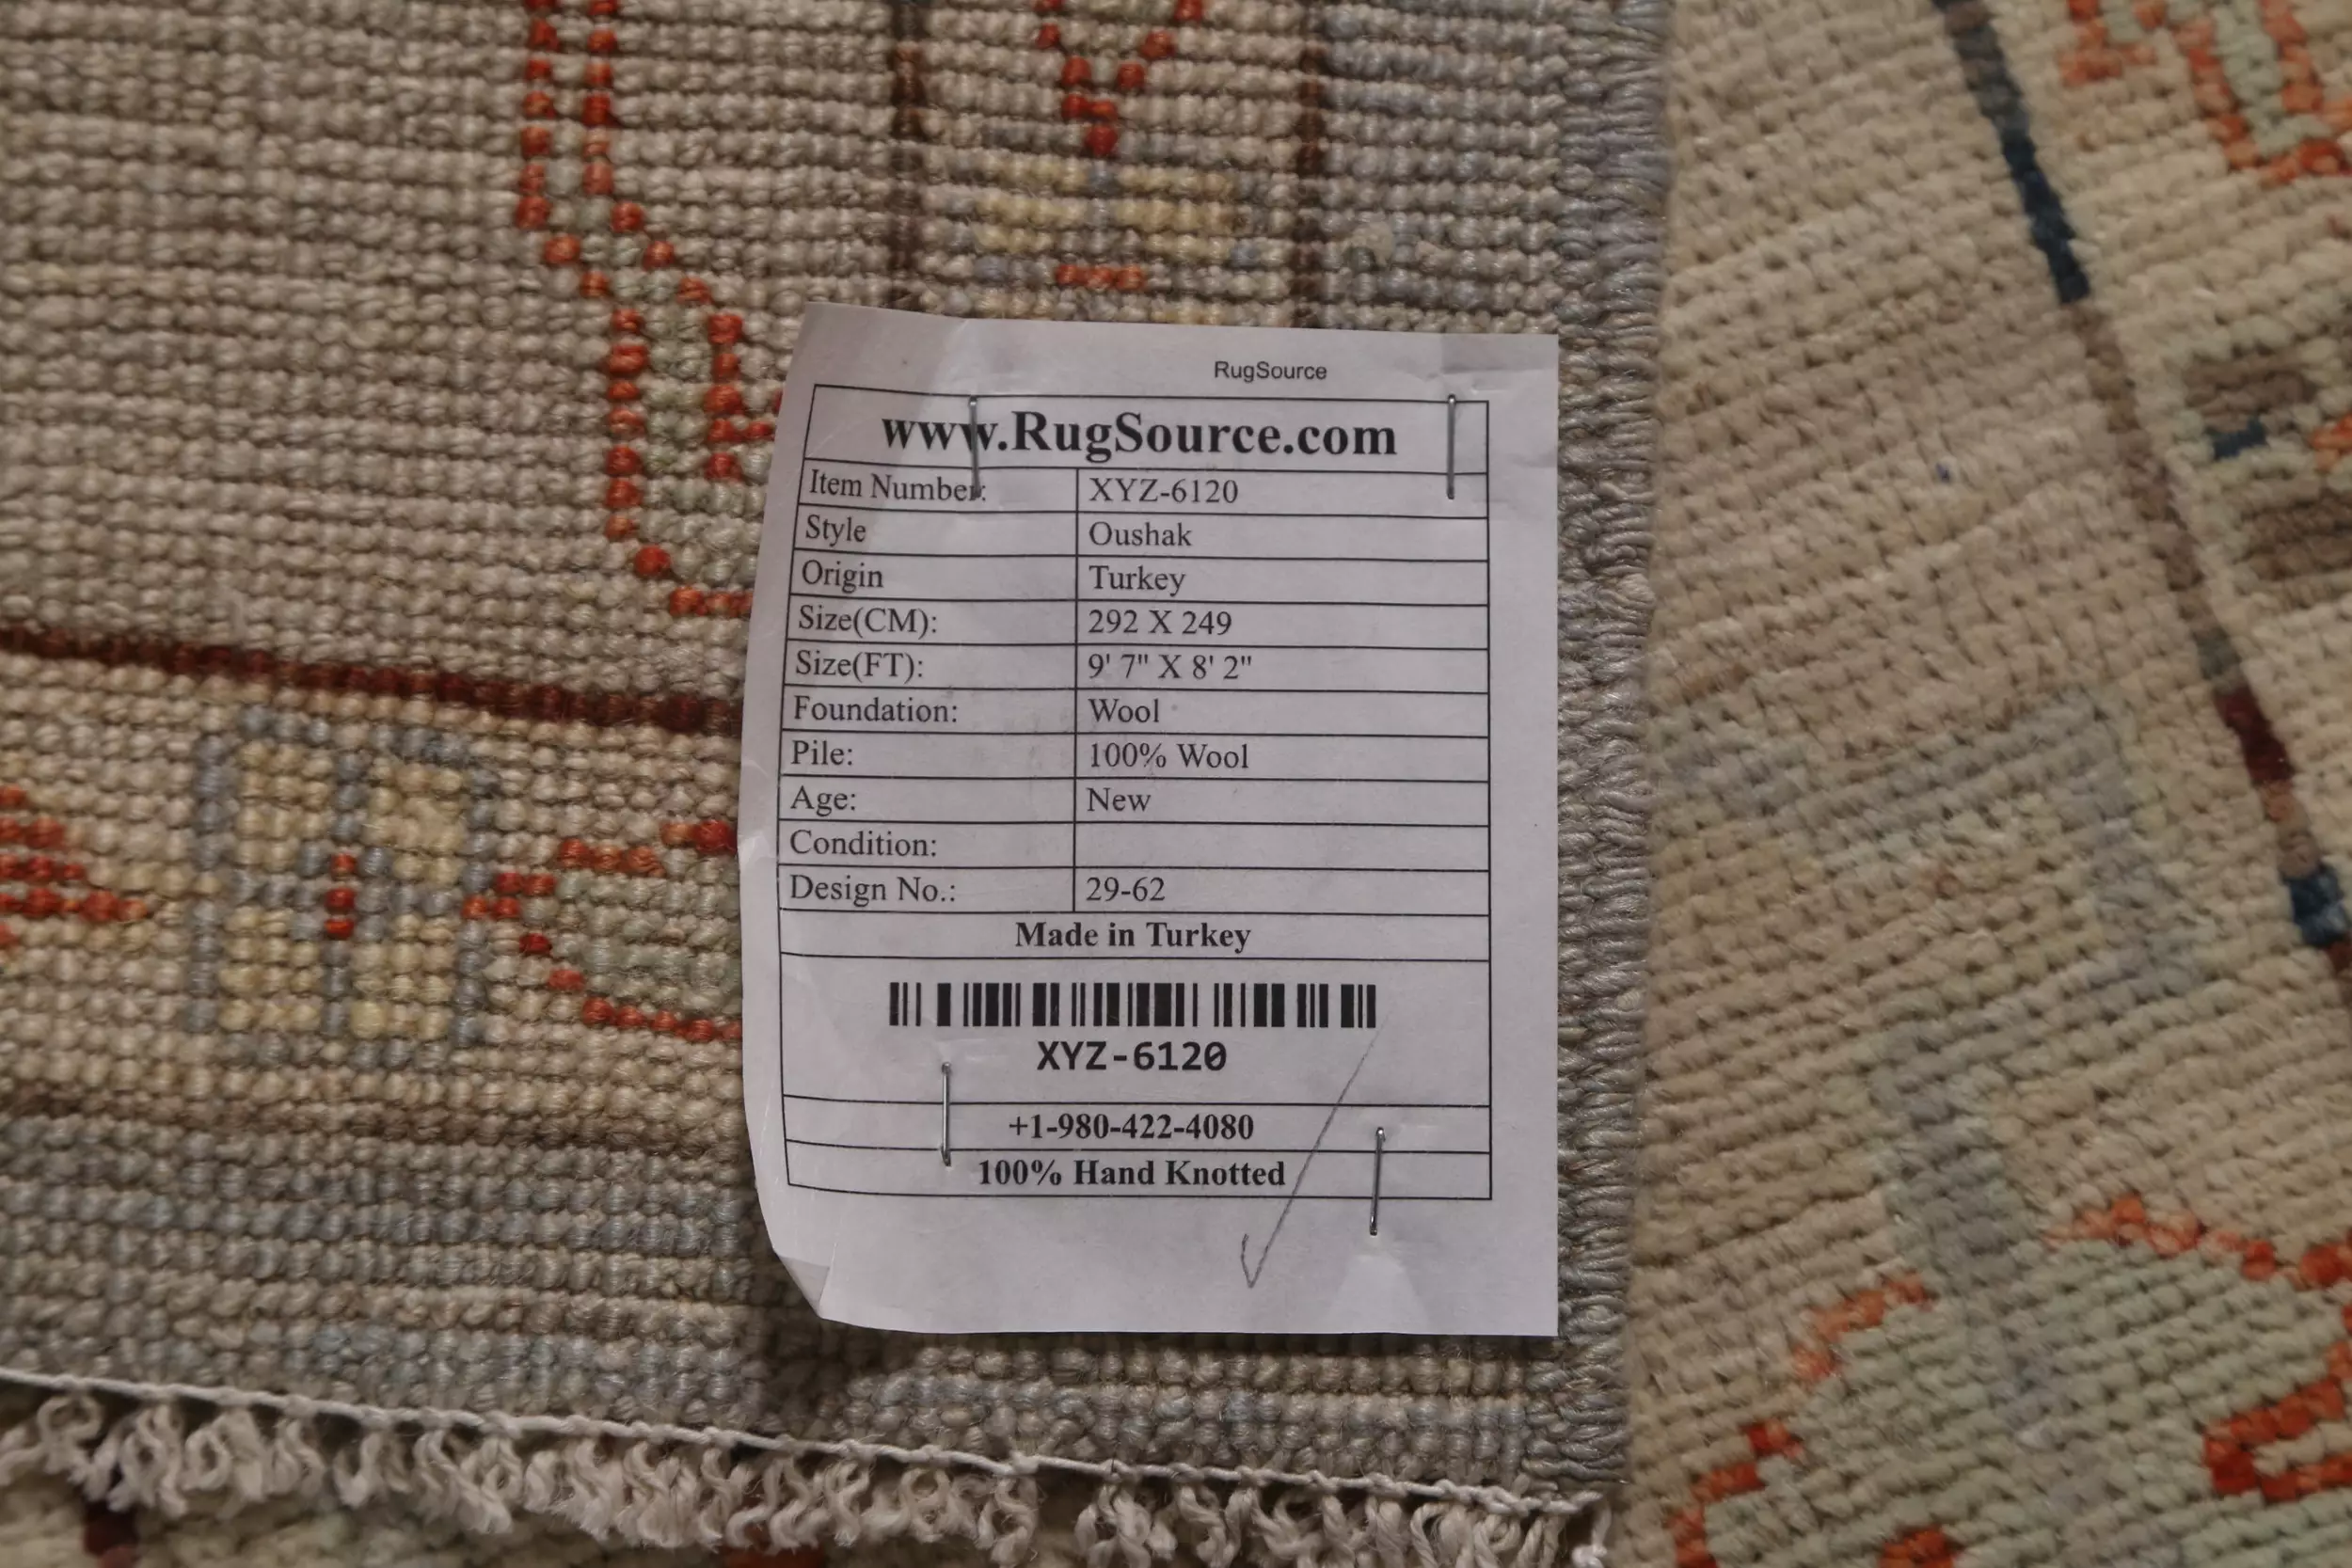 RugSource
www.RugSource.com
Item Number: XYZ-6120
Style Oushak
Origin Turkey
Size(CM): 292 X 249
Size(FT): 9' 7" X 8' 2"
Foundation: Wool
Pile: 100% Wool
Age: New
Condition:
Design No.: 29-62
Made in Turkey
XYZ-6120
+1-980-422-4080
100% Hand Knotted